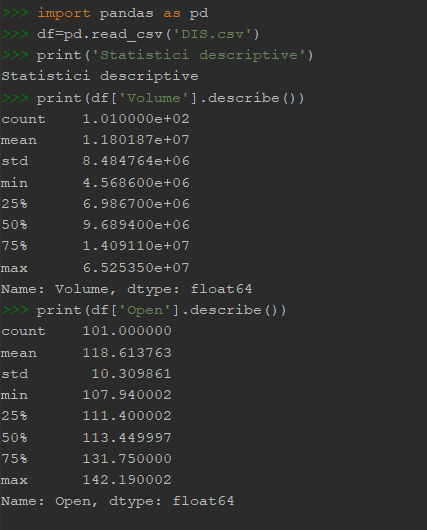 >>> import pandas as pd
>>> df=pd.read_csv('DIS.csv')
>>> print('Statistici descriptive')
Statistici descriptive
>>> print(df['Volume'].describe())
count    1.010000e+02
mean     1.180187e+07
std      8.484764e+06
min      4.568600e+06
25%      6.986700e+06
50%      9.689400e+06
75%      1.409110e+07
max      6.525350e+07
Name: Volume, dtype: float64
>>> print(df['Open'].describe())
count    101.000000
mean     118.613763
std       10.309861
min      107.940002
25%      111.400002
50%      113.449997
75%      131.750000
max      142.190002
Name: Open, dtype: float64